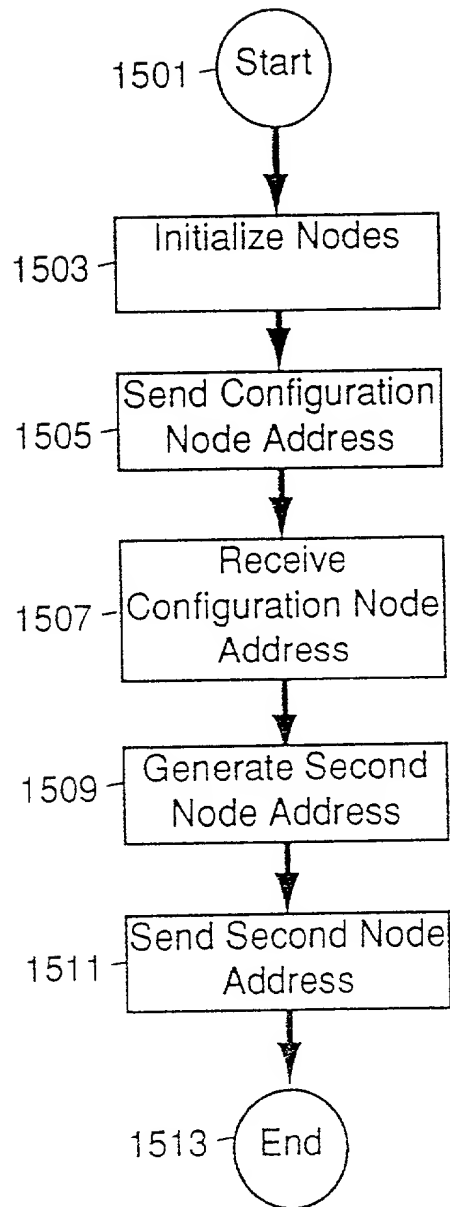 1501
Start
1503
Initialize Nodes
1505
Send Configuration
Node Address
1507
Receive
Configuration Node
Address
1509
Generate Second
Node Address
1511
Send Second Node
Address
1513
End